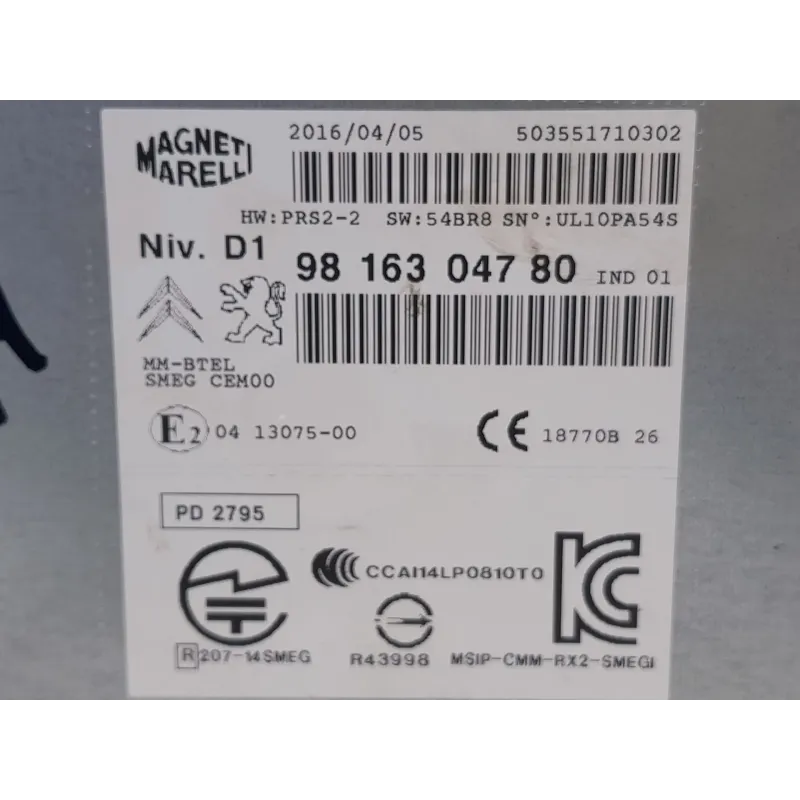 MAGNETI MARELLI
2016/04/05 503551710302
HW:PRS2-2 SW:54BR8 SN°:UL10PA54S
Niv. D1
98 163 047 80 IND 01
MM-BTEL
SMEG CEM00
E2 04 13075-00
CE 18770B 26
PD 2795
CCAI14LP0810T0
R 207-14SMEG
R43998
MSIP-CMM-RX2-SMEGI